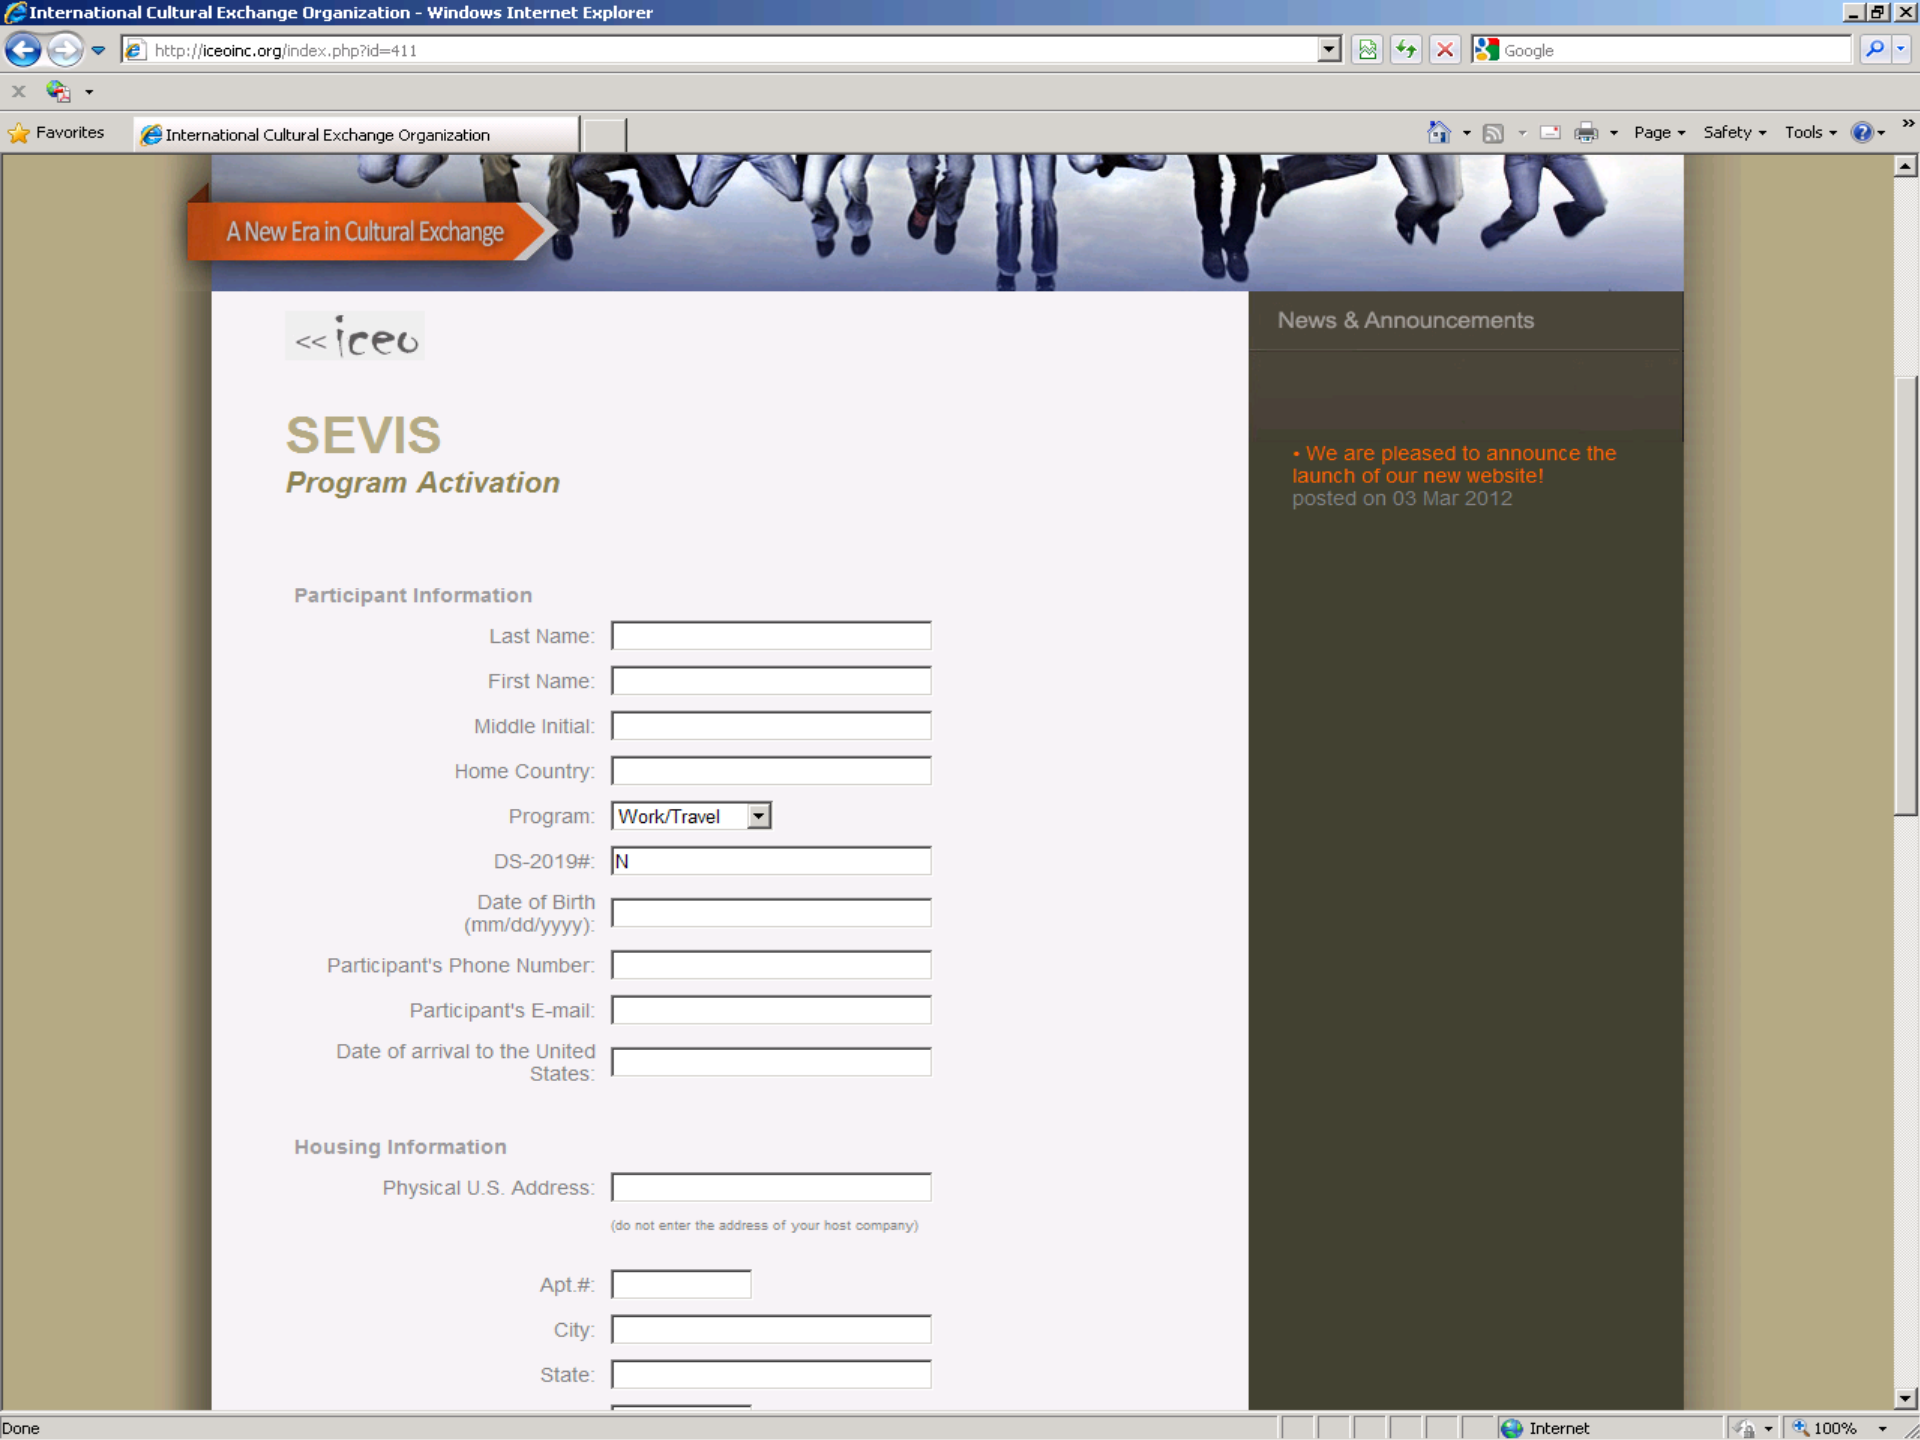 International Cultural Exchange Organization - Windows Internet Explorer
http://iceoinc.org/index.php?id=411
Google
Favorites
International Cultural Exchange Organization
Page
Safety
Tools
»
A New Era in Cultural Exchange
<< iceo
News & Announcements
SEVIS
Program Activation
• We are pleased to announce the
launch of our new website!
posted on 03 Mar 2012
Participant Information
Last Name:
First Name:
Middle Initial:
Home Country:
Program: Work/Travel
DS-2019#: N
Date of Birth
(mm/dd/yyyy):
Participant's Phone Number:
Participant's E-mail:
Date of arrival to the United
States:
Housing Information
Physical U.S. Address:
(do not enter the address of your host company)
Apt.#:
City:
State:
Done
Internet
100%